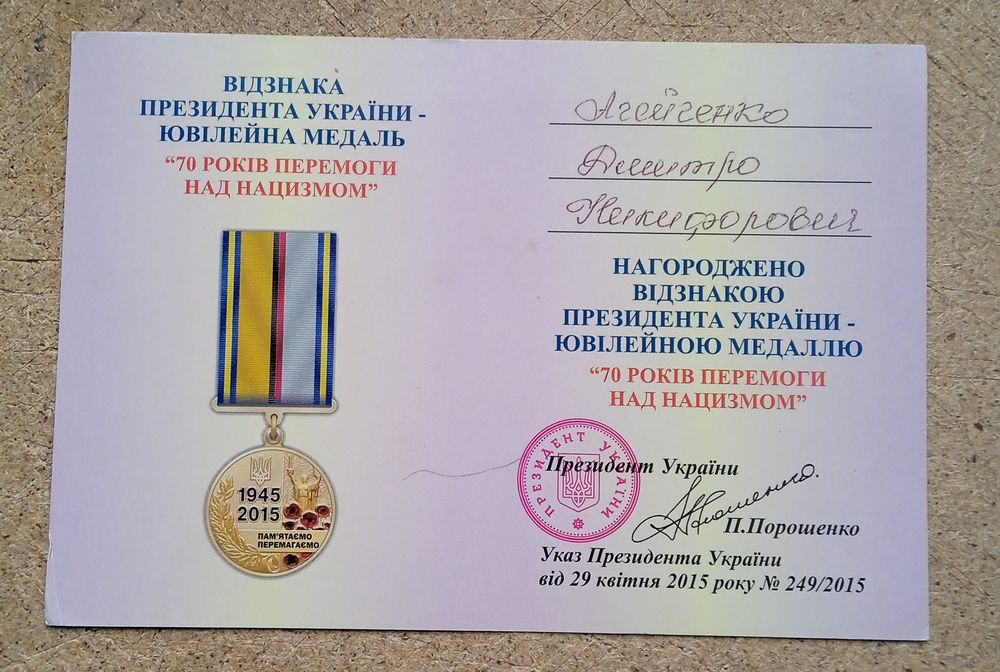 ВІДЗНАКА
ПРЕЗИДЕНТА УКРАЇНИ -
ЮВІЛЕЙНА МЕДАЛЬ
“70 РОКІВ ПЕРЕМОГИ
НАД НАЦИЗМОМ”
1945
2015
ПАМ'ЯТАЄМО
ПЕРЕМАГАЄМО
Дмитро
Никифорович
НАГОРОДЖЕНО
ВІДЗНАКОЮ
ПРЕЗИДЕНТА УКРАЇНИ -
ЮВІЛЕЙНОЮ МЕДАЛЛЮ
“70 РОКІВ ПЕРЕМОГИ
НАД НАЦИЗМОМ”
ПРЕЗИДЕНТ УКРАЇНИ
Президент України
П.Порошенко
Указ Президента України
від 29 квітня 2015 року № 249/2015